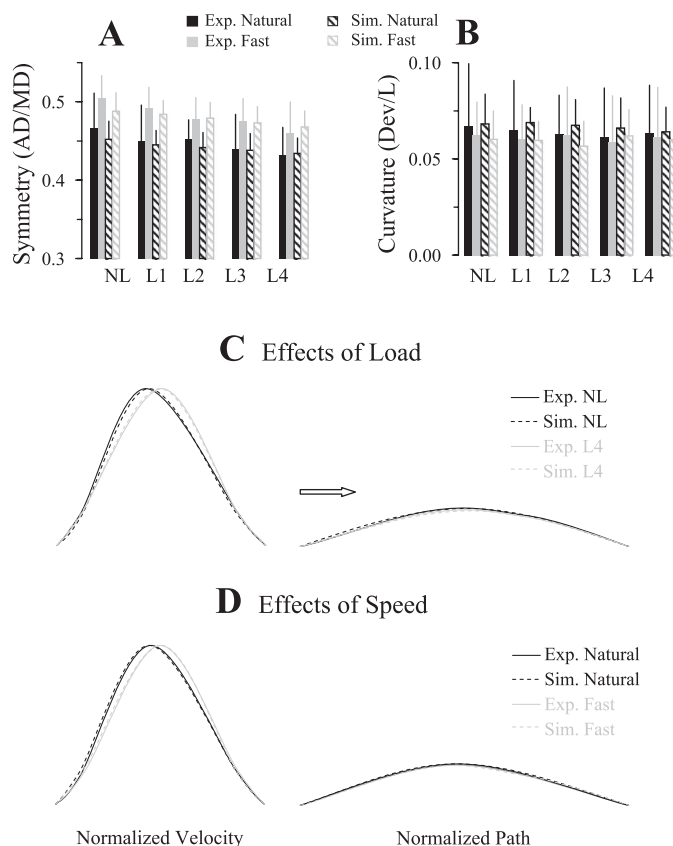 A
Exp. Natural
Exp. Fast
Sim. Natural
Sim. Fast
B
Symmetry (AD/MD)
0.5
0.4
0.3
NL L1 L2 L3 L4
Curvature (Dev/L)
0.10
0.05
0.00
NL L1 L2 L3 L4
C Effects of Load
Exp. NL
Sim. NL
Exp. L4
Sim. L4
D Effects of Speed
Exp. Natural
Sim. Natural
Exp. Fast
Sim. Fast
Normalized Velocity
Normalized Path